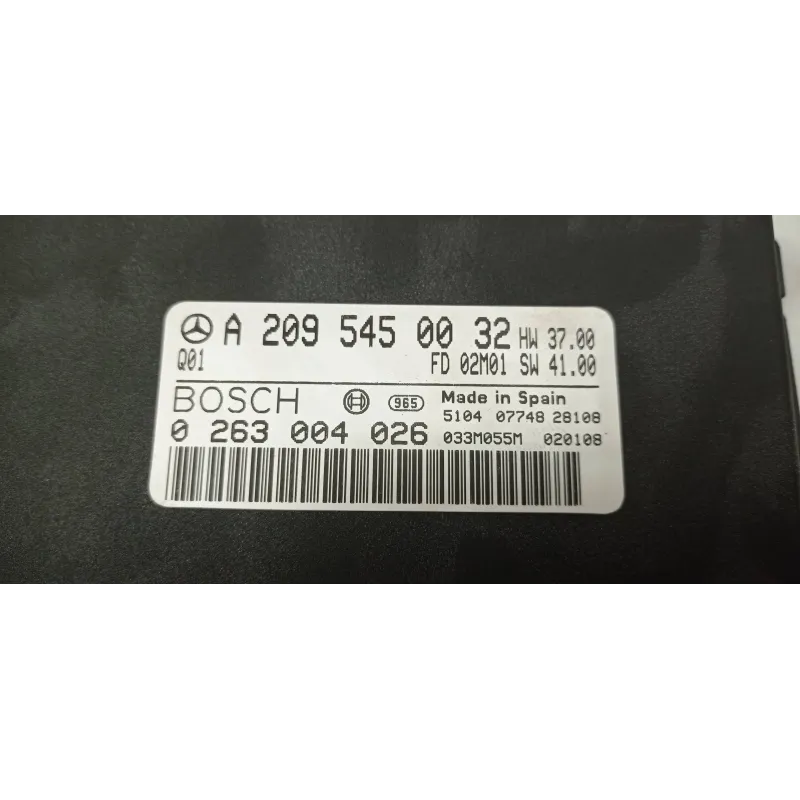 A 209 545 00 32 HW 37.00
Q01 FD 02M01 SW 41.00
BOSCH 965 Made in Spain
5104 07748 28108
0 263 004 026 033M055M 020108